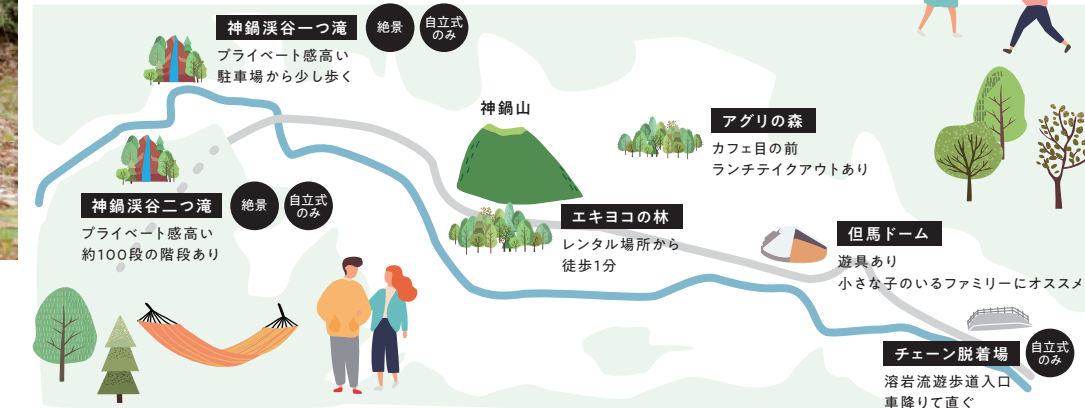 神鍋渓谷一つ滝
絶景
自立式
のみ
プライベート感高い
駐車場から少し歩く
神鍋山
アグリの森
カフェ目の前
ランチテイクアウトあり
神鍋渓谷二つ滝
絶景
自立式
のみ
プライベート感高い
約100段の階段あり
エキヨコの林
レンタル場所から
徒歩1分
但馬ドーム
遊具あり
小さな子のいるファミリーにオススメ
チェーン脱着場
自立式
のみ
溶岩流遊歩道入口
車降りて直ぐ